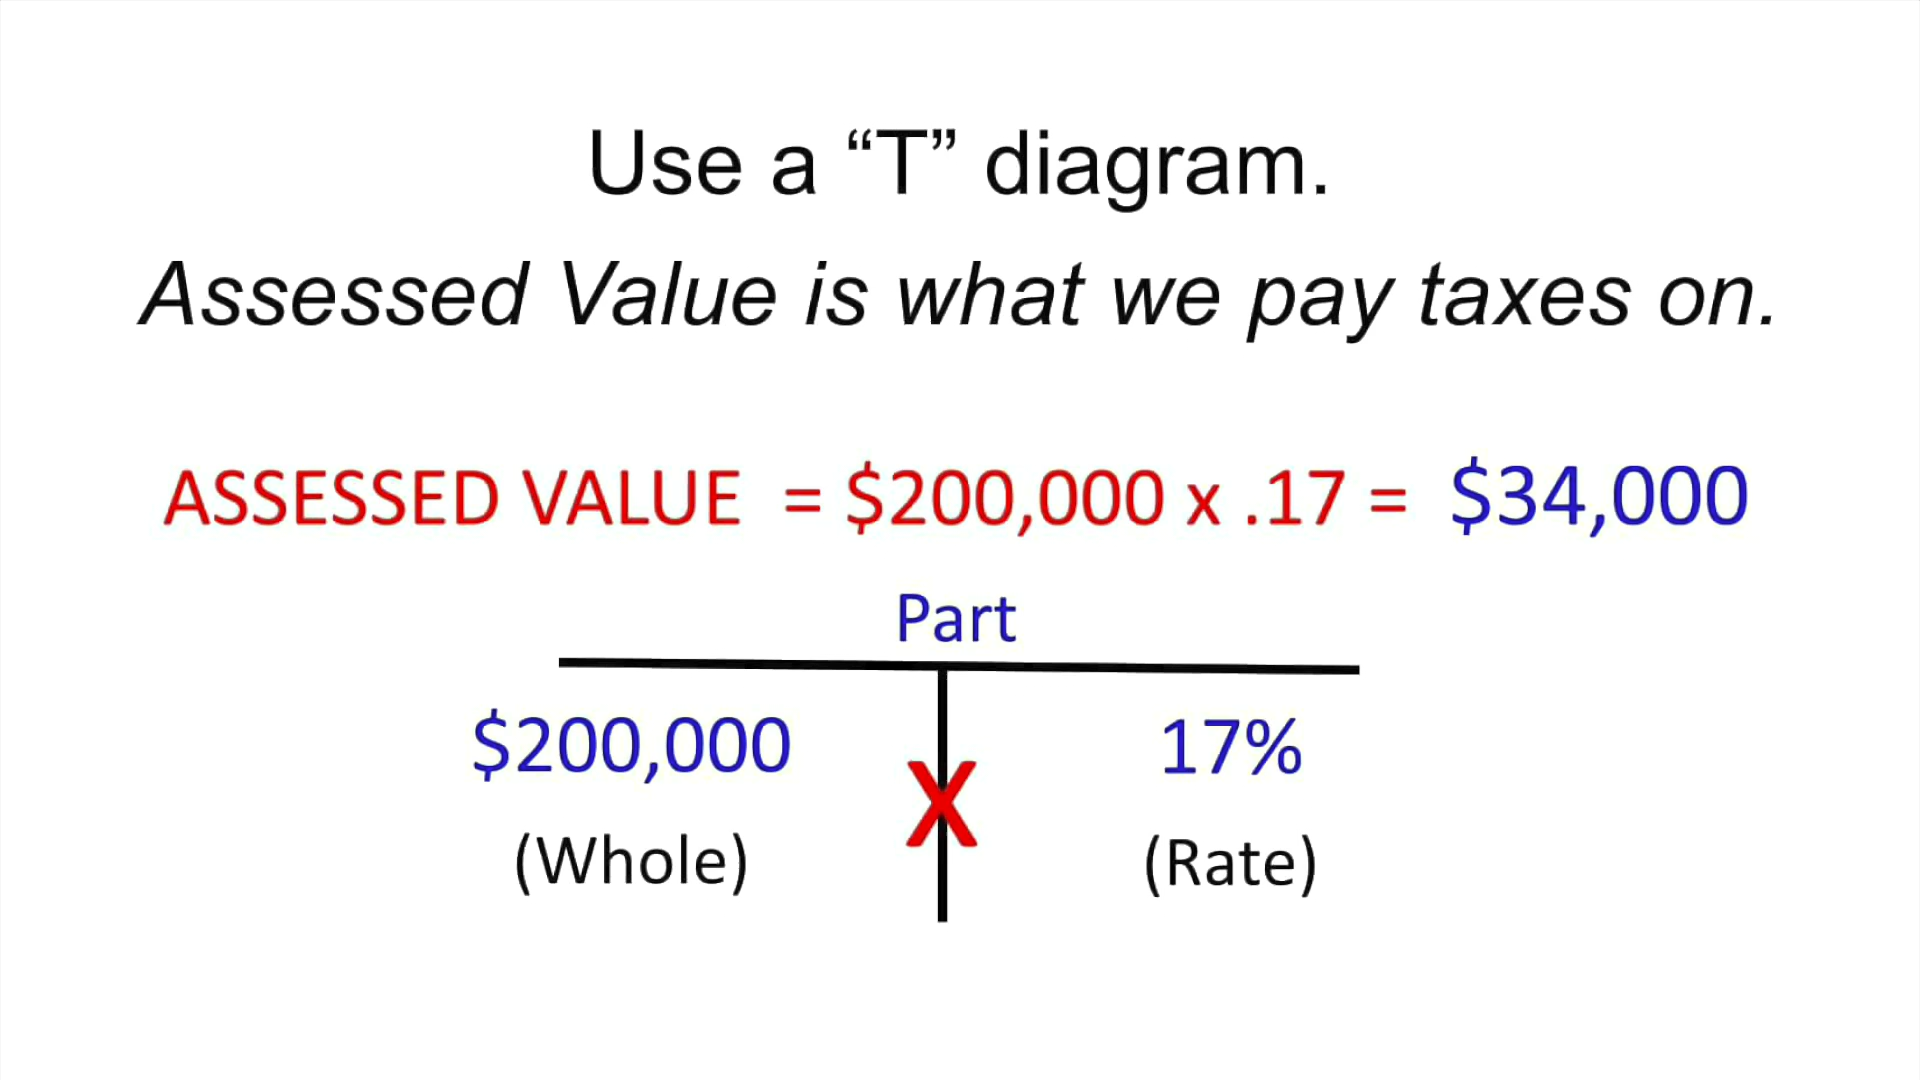 Use a “T” diagram.
Assessed Value is what we pay taxes on.
ASSESSED VALUE = $200,000 x .17 = $34,000
Part
$200,000 X 17%
(Whole) (Rate)